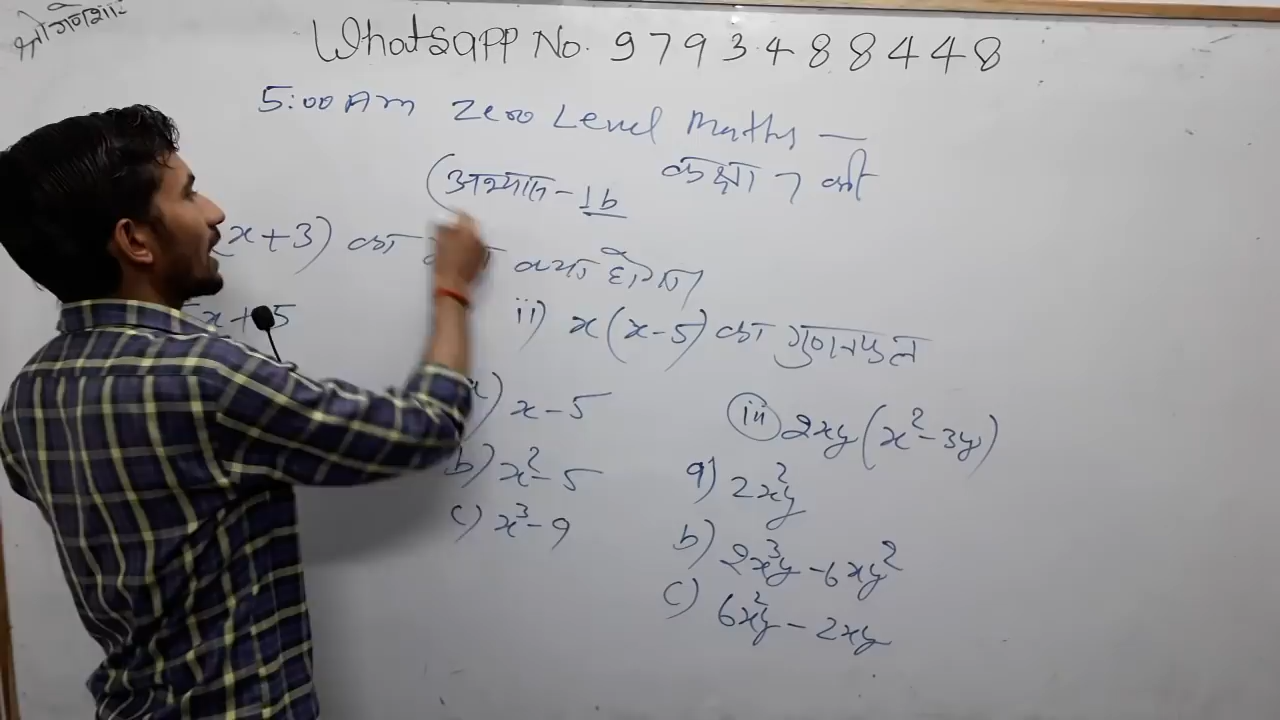 श्री गणेशाः
Whatsapp No. 9793488448
5:00 Am Zero Level Maths —
(अभ्यास - 1b
कक्षा 7 की
(x+3) का क्या होगा
x+ 5
ii) x(x-5) का गुणनफल
x-5
b) x²-5
c) x³-9
iii 2xy(x²-3y)
a) 2x²y
b) 2x³y - 6xy²
c) 6x²y - 2xy